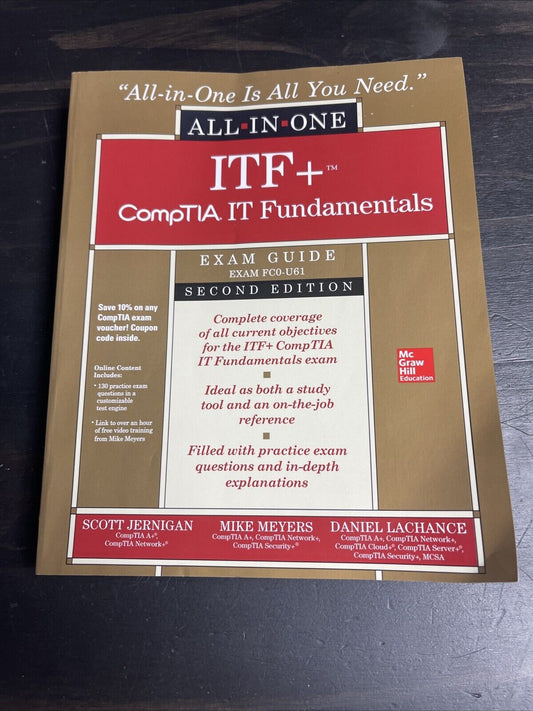 “All-in-One Is All You Need.”
ALL■IN■ONE
ITF+™
CompTIA® IT Fundamentals
EXAM GUIDE
EXAM FC0-U61
SECOND EDITION
Save 10% on any
CompTIA exam
voucher! Coupon
code inside.
Online Content
Includes:
• 130 practice exam
questions in a
customizable
test engine
• Link to over an hour
of free video training
from Mike Meyers
Complete coverage
of all current objectives
for the ITF+ CompTIA
IT Fundamentals exam
■
Ideal as both a study
tool and an on-the-job
reference
■
Filled with practice exam
questions and in-depth
explanations
Mc
Graw
Hill
Education
SCOTT JERNIGAN
CompTIA A+®,
CompTIA Network+®
MIKE MEYERS
CompTIA A+, CompTIA Network+,
CompTIA Security+®
DANIEL LACHANCE
CompTIA A+, CompTIA Network+,
CompTIA Cloud+®, CompTIA Server+®,
CompTIA Security+, MCSA